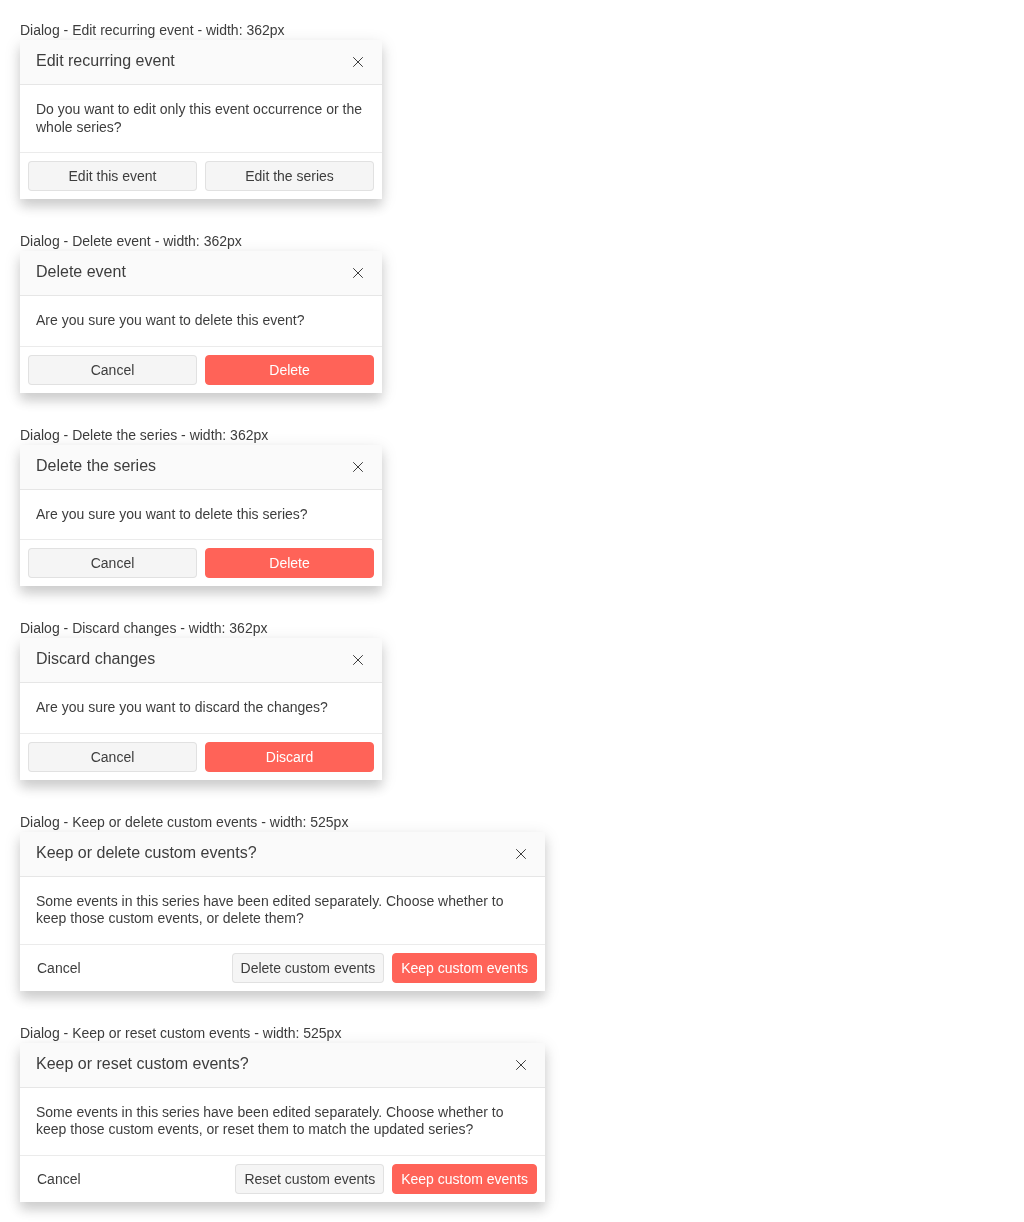 Dialog - Edit recurring event - width: 362px
Edit recurring event
Do you want to edit only this event occurrence or the
whole series?
Edit this event
Edit the series
Dialog - Delete event - width: 362px
Delete event
Are you sure you want to delete this event?
Cancel
Delete
Dialog - Delete the series - width: 362px
Delete the series
Are you sure you want to delete this series?
Cancel
Delete
Dialog - Discard changes - width: 362px
Discard changes
Are you sure you want to discard the changes?
Cancel
Discard
Dialog - Keep or delete custom events - width: 525px
Keep or delete custom events?
Some events in this series have been edited separately. Choose whether to
keep those custom events, or delete them?
Cancel
Delete custom events
Keep custom events
Dialog - Keep or reset custom events - width: 525px
Keep or reset custom events?
Some events in this series have been edited separately. Choose whether to
keep those custom events, or reset them to match the updated series?
Cancel
Reset custom events
Keep custom events